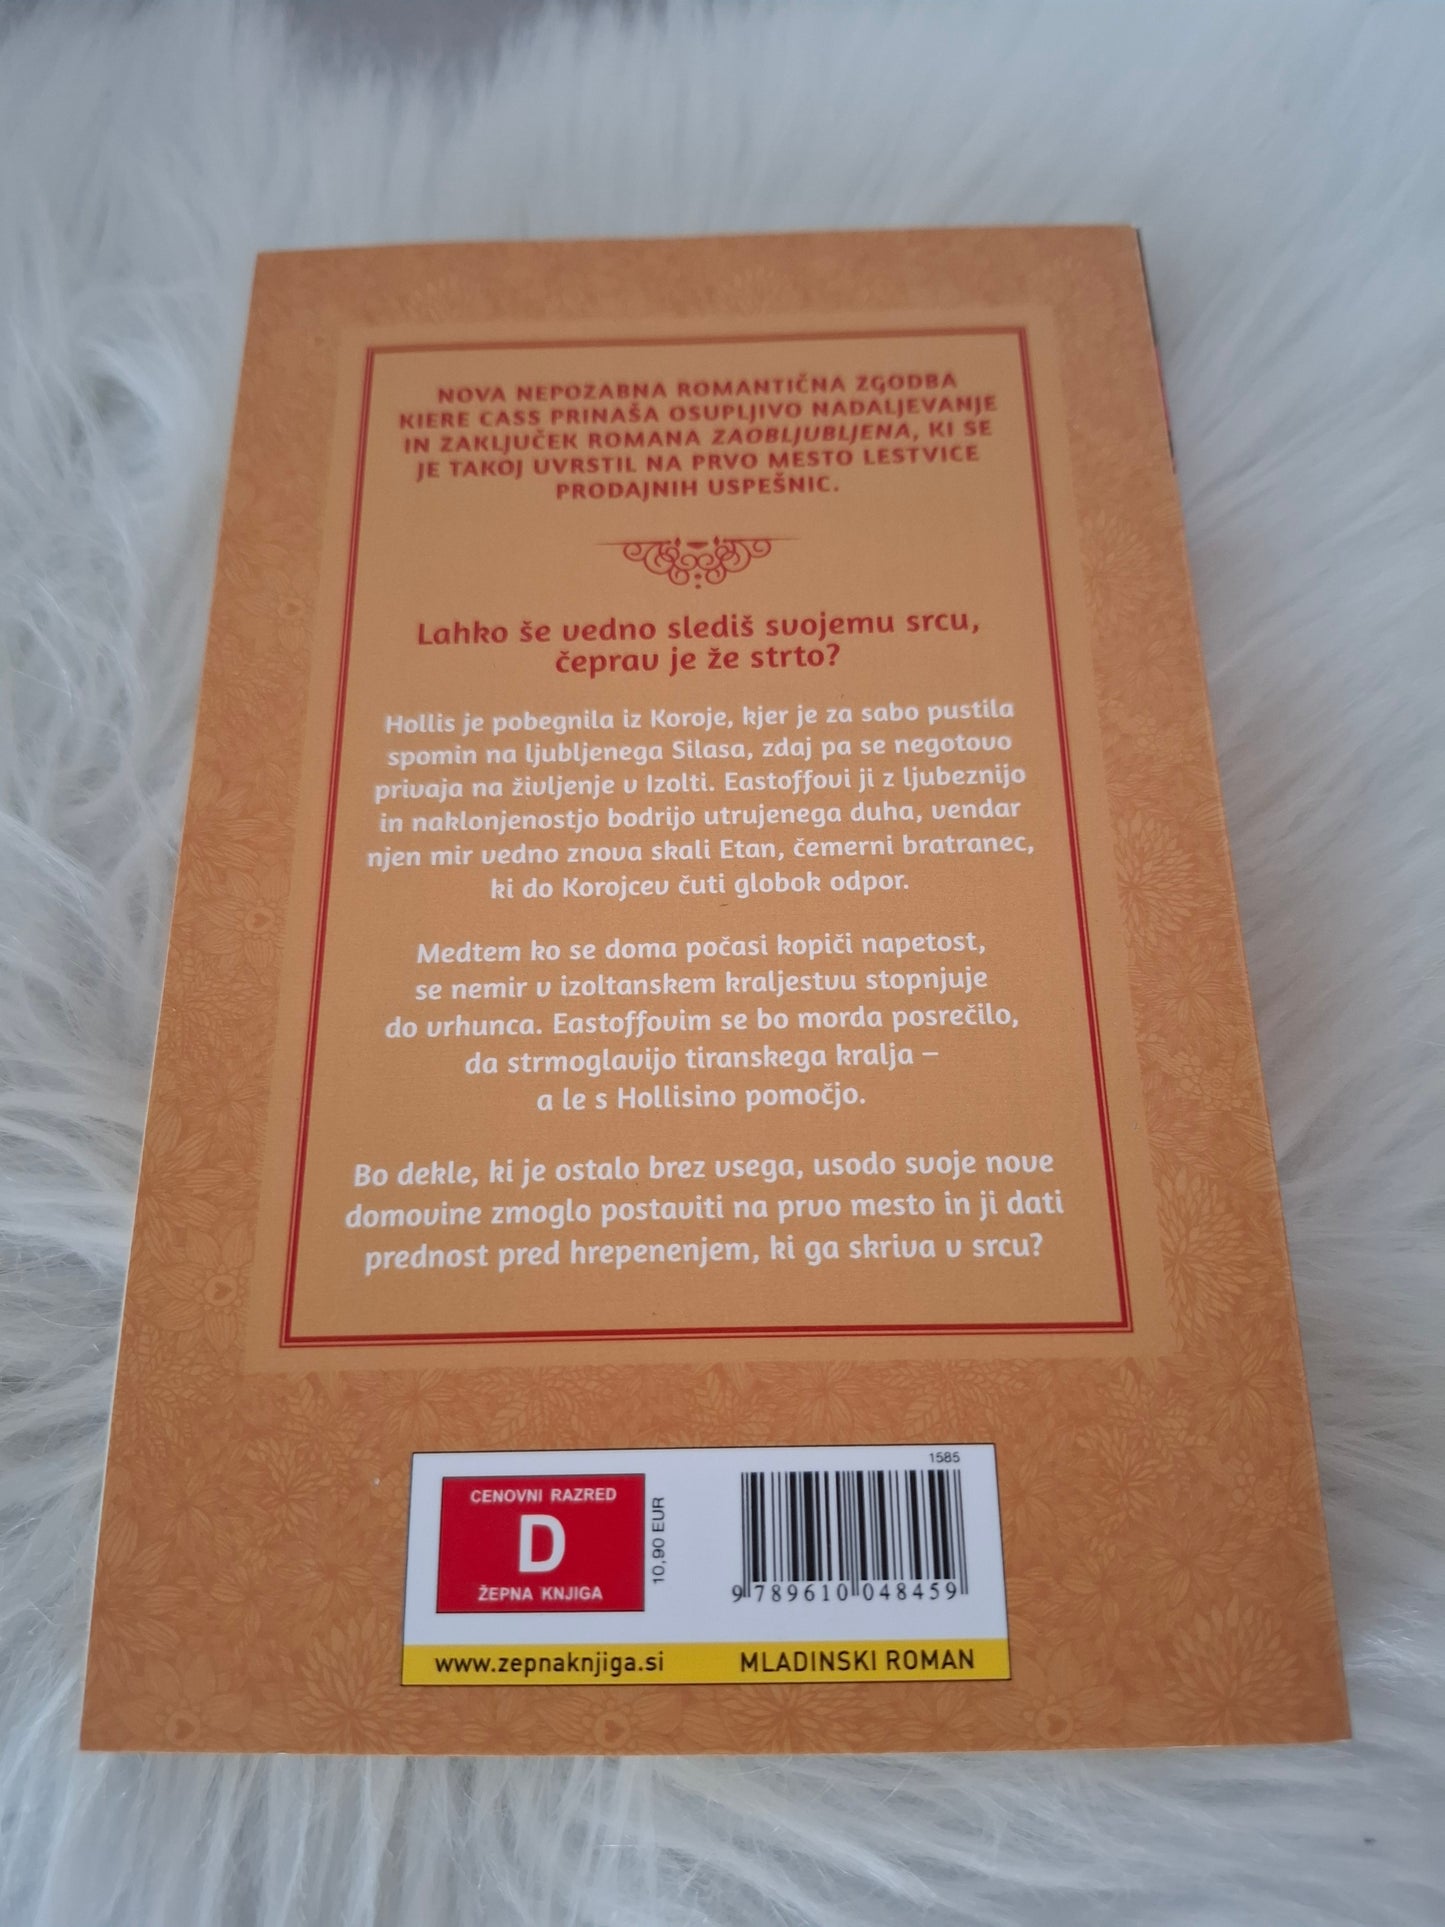 NOVA NEPOZABNA ROMANTIČNA ZGODBA
KIERE CASS PRINAŠA OSUPLJIVO NADALJEVANJE
IN ZAKLJUČEK ROMANA ZAOBLJUBLJENA, KI SE
JE TAKOJ UVRSTIL NA PRVO MESTO LESTVICE
PRODAJNIH USPEŠNIC.
Lahko še vedno slediš svojemu srcu,
čeprav je že strto?
Hollis je pobegnila iz Koroje, kjer je za sabo pustila
spomin na ljubljenega Silasa, zdaj pa se negotovo
privaja na življenje v Izolti. Eastoffovi ji z ljubeznijo
in naklonjenostjo bodrijo utrujenega duha, vendar
njen mir vedno znova skali Etan, čemerni bratranec,
ki do Korojcev čuti globok odpor.
Medtem ko se doma počasi kopiči napetost,
se nemir v izoltanskem kraljestvu stopnjuje
do vrhunca. Eastoffovim se bo morda posrečilo,
da strmoglavijo tiranskega kralja –
a le s Hollisino pomočjo.
Bo dekle, ki je ostalo brez vsega, usodo svoje nove
domovine zmoglo postaviti na prvo mesto in ji dati
prednost pred hrepenenjem, ki ga skriva v srcu?
CENOVNI RAZRED
D
ŽEPNA KNJIGA
10,90 EUR
1585
9 789610 048459
www.zepnaknjiga.si
MLADINSKI ROMAN